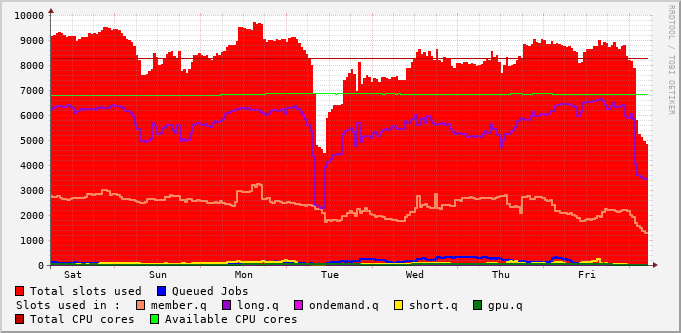 10000
9000
8000
7000
6000
5000
4000
3000
2000
1000
0
Sat Sun Mon Tue Wed Thu Fri
RRDTOOL / TOBI OETIKER
Total slots used Queued Jobs
Slots used in : member.q long.q ondemand.q short.q gpu.q
Total CPU cores Available CPU cores